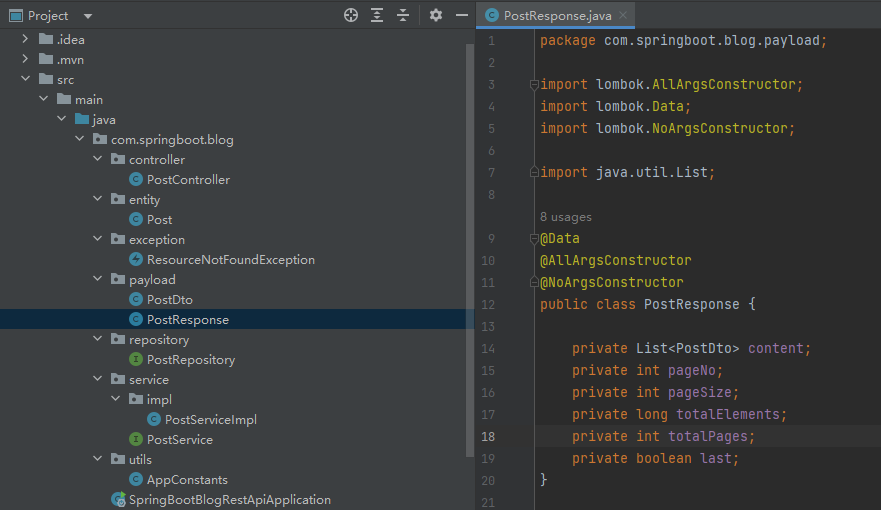 Project
.idea
.mvn
src
main
java
com.springboot.blog
controller
PostController
entity
Post
exception
ResourceNotFoundException
payload
PostDto
PostResponse
repository
PostRepository
service
impl
PostServiceImpl
PostService
utils
AppConstants
SpringBootBlogRestApiApplication
PostResponse.java
1 package com.springboot.blog.payload;
2
3 import lombok.AllArgsConstructor;
4 import lombok.Data;
5 import lombok.NoArgsConstructor;
6
7 import java.util.List;
8
8 usages
9 @Data
10 @AllArgsConstructor
11 @NoArgsConstructor
12 public class PostResponse {
13
14 private List<PostDto> content;
15 private int pageNo;
16 private int pageSize;
17 private long totalElements;
18 private int totalPages;
19 private boolean last;
20 }
21